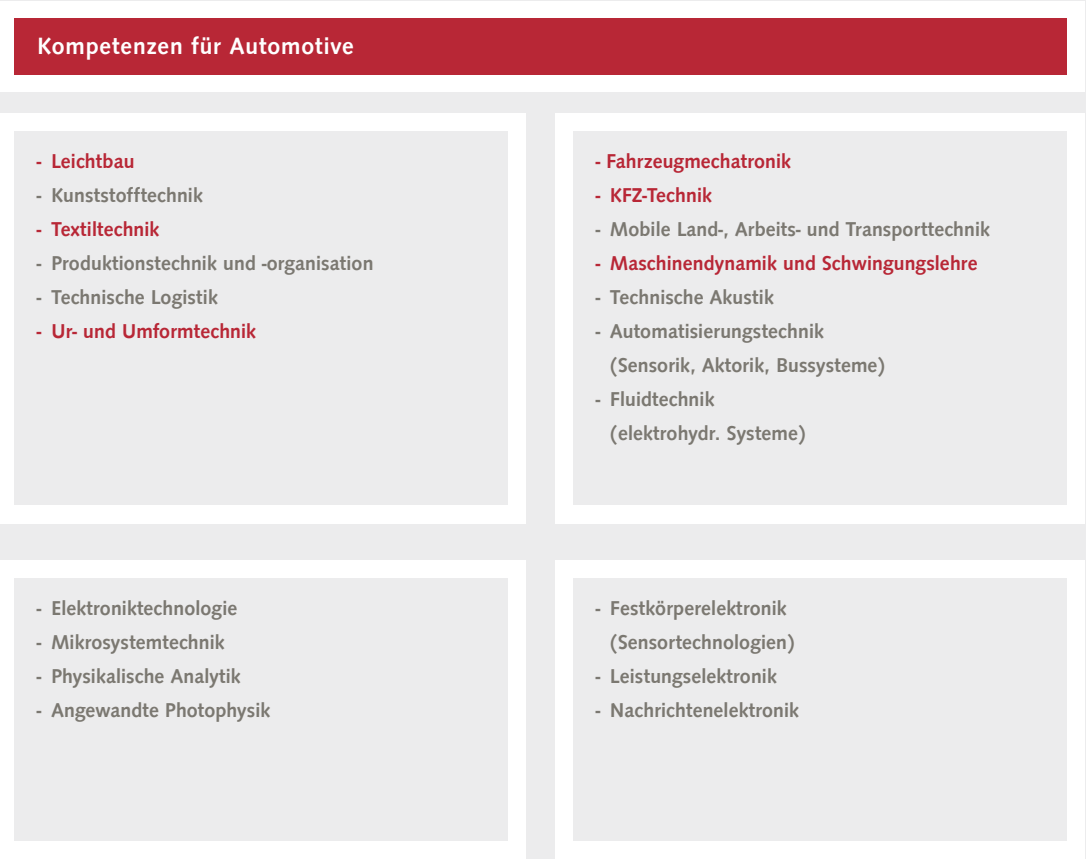 Kompetenzen für Automotive
- Leichtbau
- Kunststofftechnik
- Textiltechnik
- Produktionstechnik und -organisation
- Technische Logistik
- Ur- und Umformtechnik
- Fahrzeugmechatronik
- KFZ-Technik
- Mobile Land-, Arbeits- und Transporttechnik
- Maschinendynamik und Schwingungslehre
- Technische Akustik
- Automatisierungstechnik
(Sensorik, Aktorik, Bussysteme)
- Fluidtechnik
(elektrohydr. Systeme)
- Elektroniktechnologie
- Mikrosystemtechnik
- Physikalische Analytik
- Angewandte Photophysik
- Festkörperelektronik
(Sensortechnologien)
- Leistungselektronik
- Nachrichtenelektronik